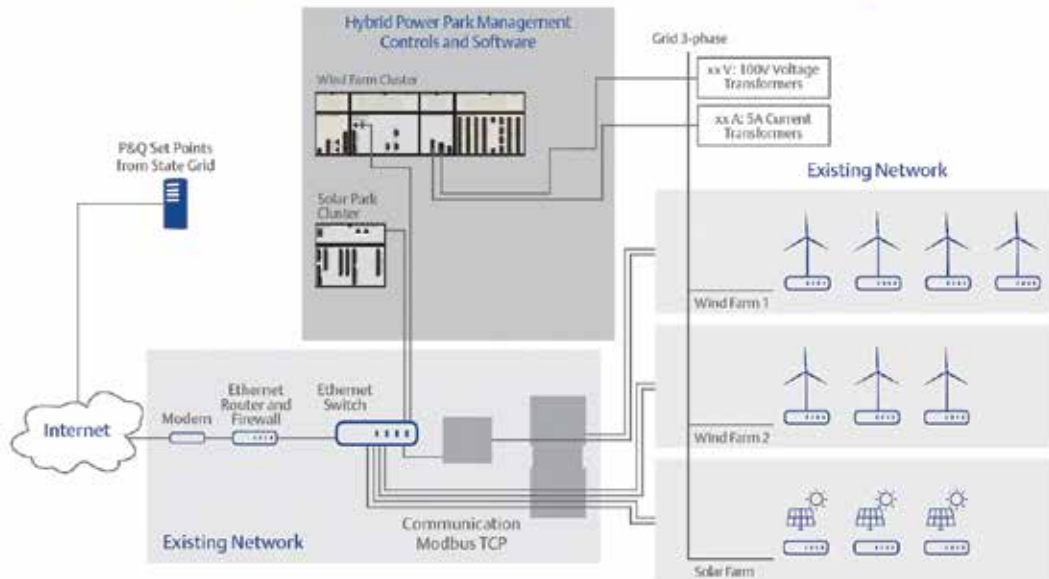 Hybrid Power Park Management
Controls and Software
Wind Farm Cluster
Solar Park
Cluster
P&Q Set Points
from State Grid
Grid 3-phase
xx V: 100V Voltage
Transformers
xx A: 5A Current
Transformers
Existing Network
Wind Farm 1
Wind Farm 2
Solar Farm
Internet
Modem
Ethernet
Router and
Firewall
Ethernet
Switch
Communication
Modbus TCP
Existing Network